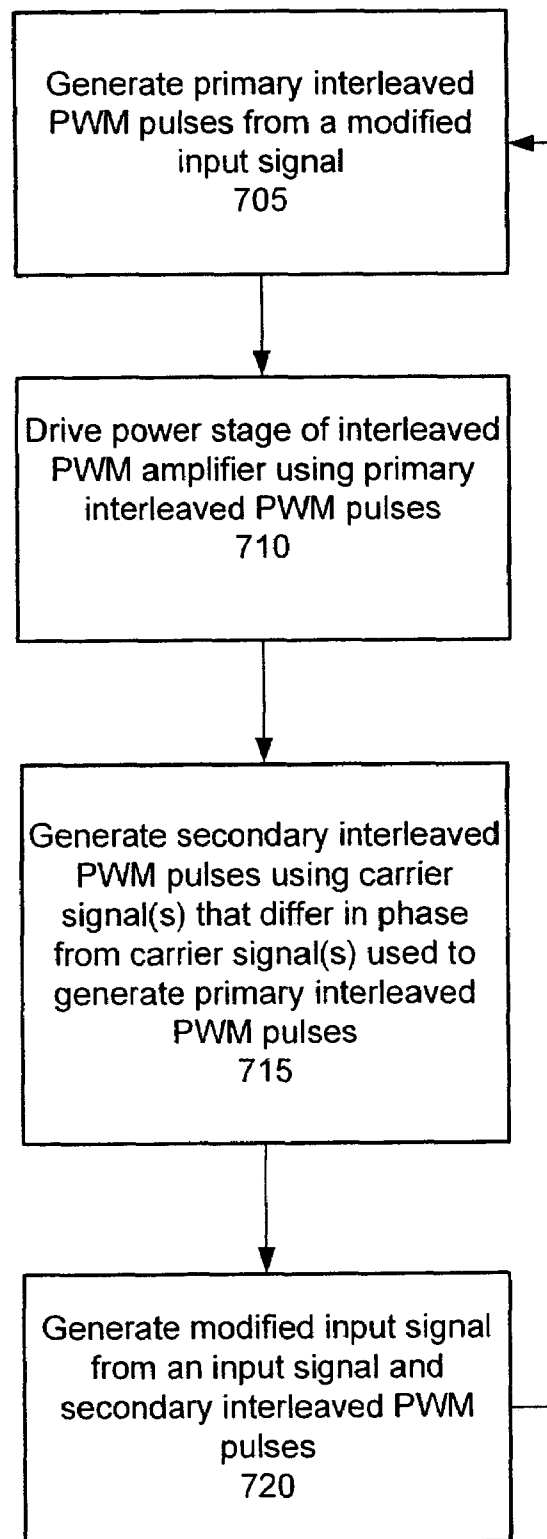 Generate primary interleaved
PWM pulses from a modified
input signal
705
Drive power stage of interleaved
PWM amplifier using primary
interleaved PWM pulses
710
Generate secondary interleaved
PWM pulses using carrier
signal(s) that differ in phase
from carrier signal(s) used to
generate primary interleaved
PWM pulses
715
Generate modified input signal
from an input signal and
secondary interleaved PWM
pulses
720